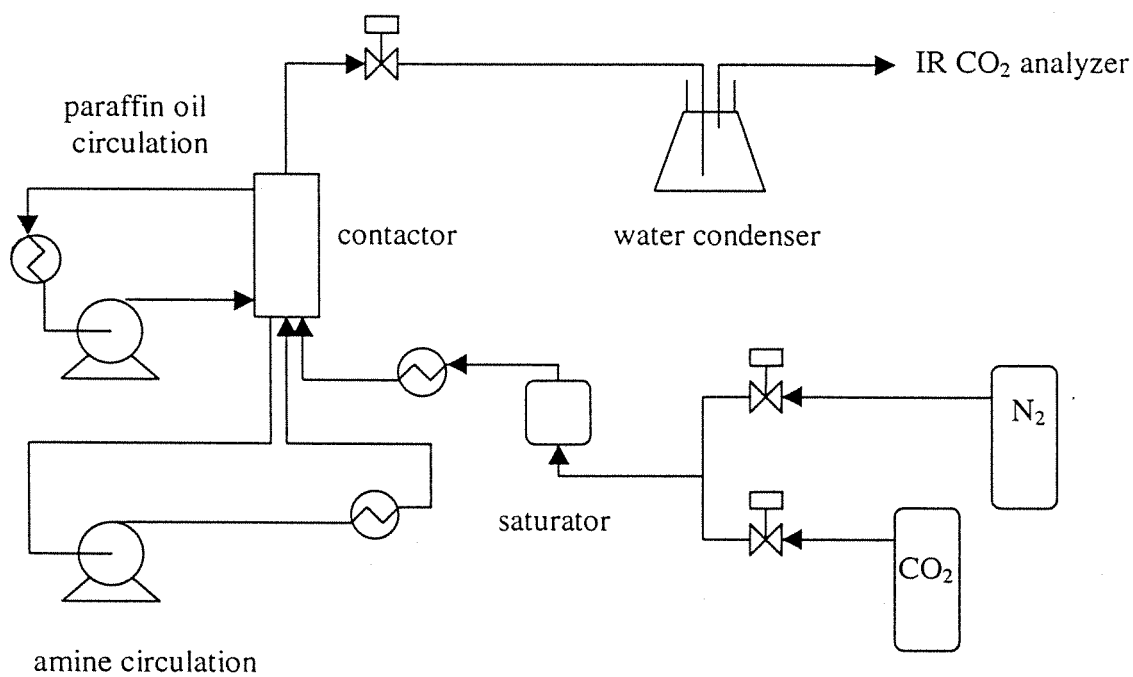 IR CO₂ analyzer
paraffin oil
circulation
contactor
water condenser
N₂
saturator
CO₂
amine circulation